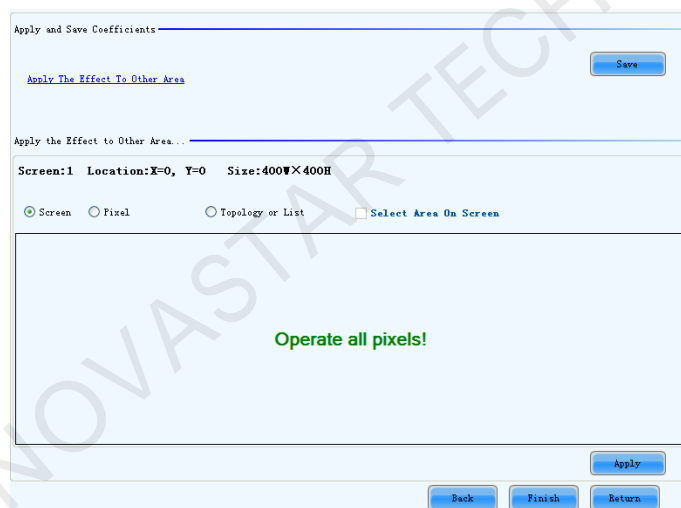 Apply and Save Coefficients
Save
Apply The Effect To Other Area
Apply the Effect to Other Area...
Screen:1 Location:X=0, Y=0 Size:400W×400H
Screen Pixel Topology or List Select Area On Screen
Operate all pixels!
Apply
Back Finish Return
NOVASTAR TECH